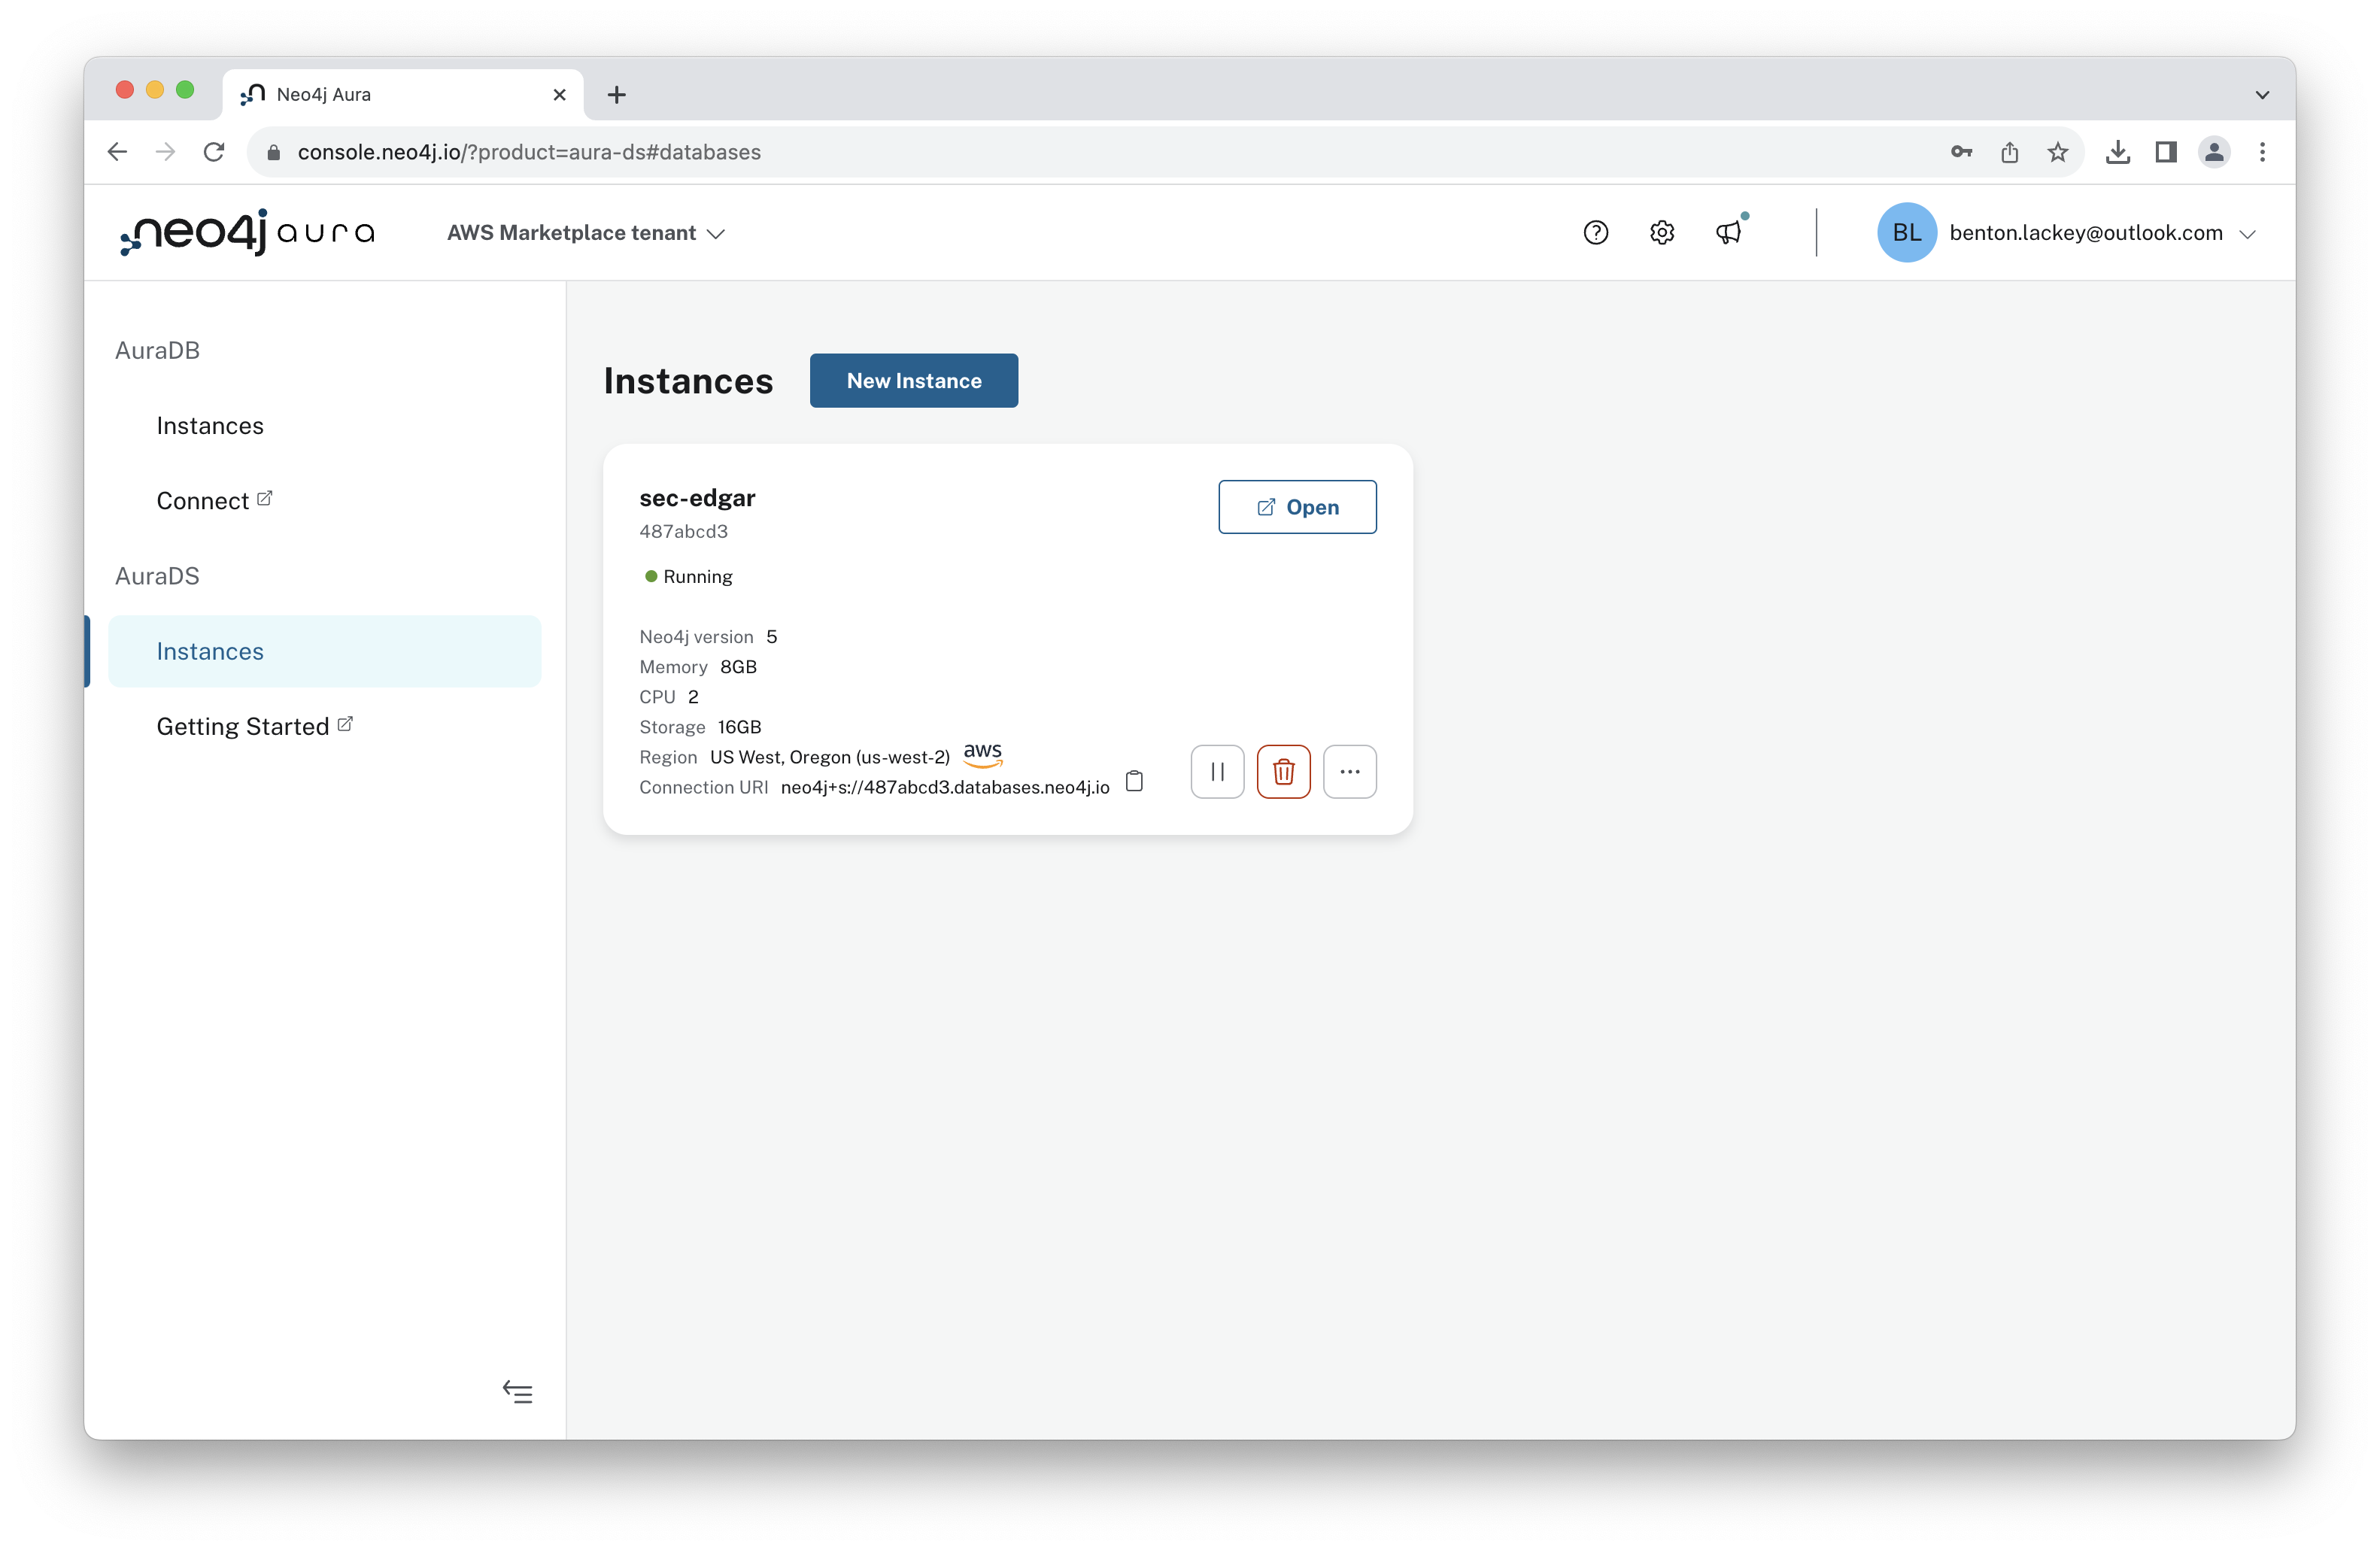 Neo4j Aura
console.neo4j.io/?product=aura-ds#databases
neo4j aura
AWS Marketplace tenant
BL
benton.lackey@outlook.com
AuraDB
Instances
Connect
AuraDS
Instances
Getting Started
Instances
New Instance
sec-edgar
Open
487abcd3
Running
Neo4j version 5
Memory 8GB
CPU 2
Storage 16GB
Region US West, Oregon (us-west-2) aws
Connection URI neo4j+s://487abcd3.databases.neo4j.io